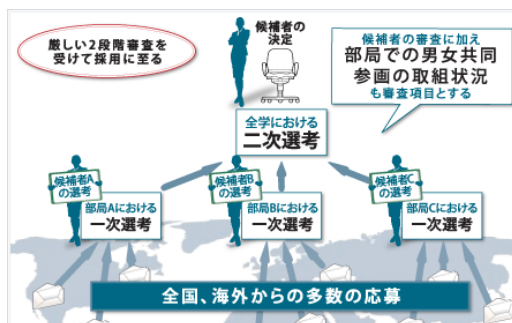 厳しい2段階審査を
受けて採用に至る
候補者の
決定
候補者の審査に加え
部局での男女共同
参画の取組状況
も審査項目とする
全学における
二次選考
候補者A
の選考
部局Aにおける
一次選考
候補者B
の選考
部局Bにおける
一次選考
候補者C
の選考
部局Cにおける
一次選考
全国、海外からの多数の応募